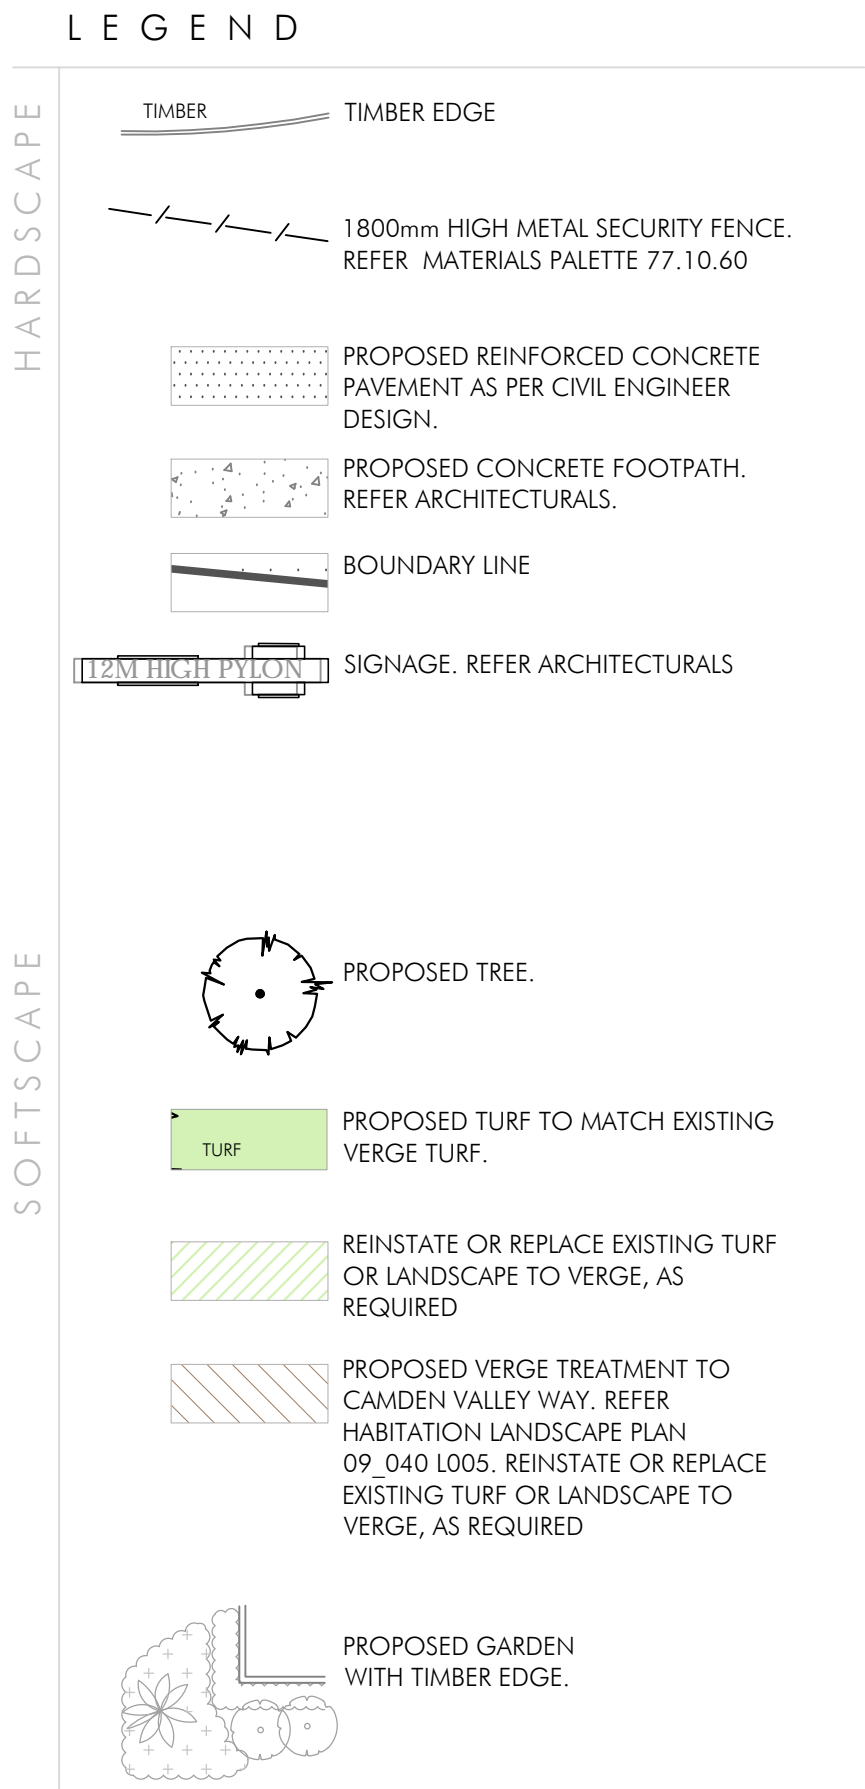 LEGEND
HARDSCAPE
TIMBER
TIMBER EDGE
1800mm HIGH METAL SECURITY FENCE.
REFER MATERIALS PALETTE 77.10.60
PROPOSED REINFORCED CONCRETE
PAVEMENT AS PER CIVIL ENGINEER
DESIGN.
PROPOSED CONCRETE FOOTPATH.
REFER ARCHITECTURALS.
BOUNDARY LINE
12M HIGH PYLON
SIGNAGE. REFER ARCHITECTURALS
SOFTSCAPE
PROPOSED TREE.
TURF
PROPOSED TURF TO MATCH EXISTING
VERGE TURF.
REINSTATE OR REPLACE EXISTING TURF
OR LANDSCAPE TO VERGE, AS
REQUIRED
PROPOSED VERGE TREATMENT TO
CAMDEN VALLEY WAY. REFER
HABITATION LANDSCAPE PLAN
09_040 L005. REINSTATE OR REPLACE
EXISTING TURF OR LANDSCAPE TO
VERGE, AS REQUIRED
PROPOSED GARDEN
WITH TIMBER EDGE.